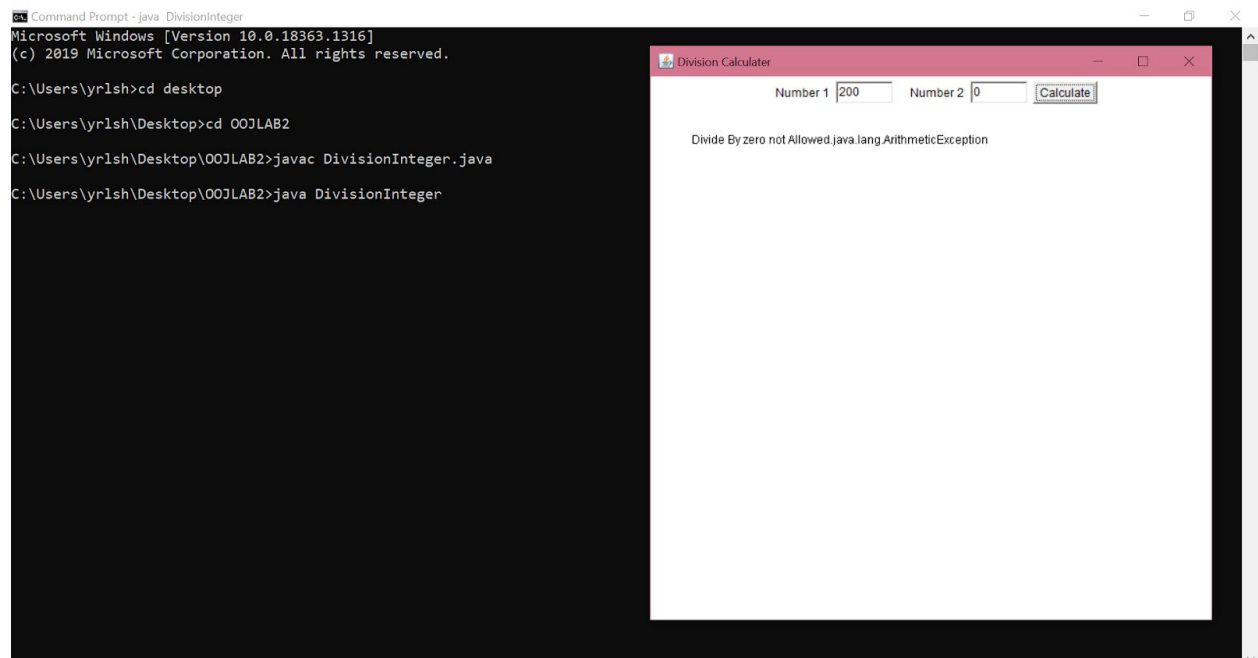 Command Prompt - java  DivisionInteger
Microsoft Windows [Version 10.0.18363.1316]
(c) 2019 Microsoft Corporation. All rights reserved.
C:\Users\yrlsh>cd desktop
C:\Users\yrlsh\Desktop>cd OOJLAB2
C:\Users\yrlsh\Desktop\OOJLAB2>javac DivisionInteger.java
C:\Users\yrlsh\Desktop\OOJLAB2>java DivisionInteger
Division Calculater
Number 1 200 Number 2 0 Calculate
Divide By zero not Allowed.java.lang.ArithmeticException